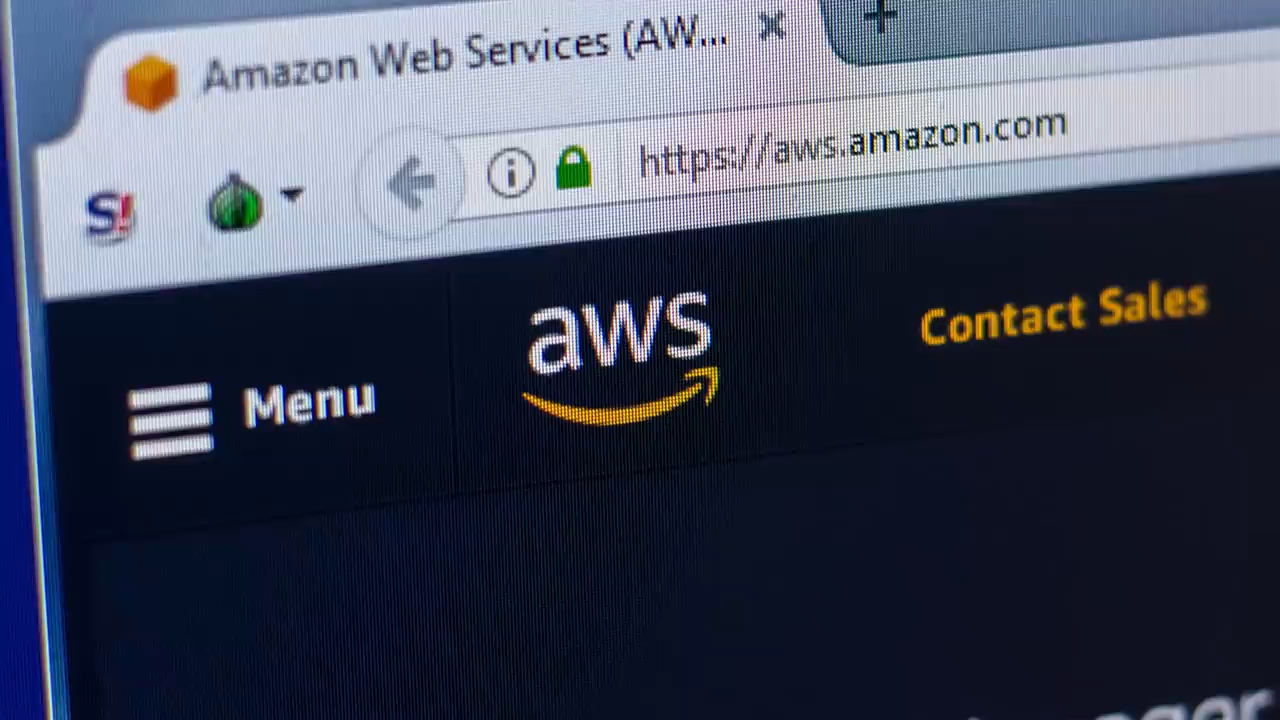 Amazon Web Services (AW...
S!
https://aws.amazon.com
Menu
aws
Contact Sales